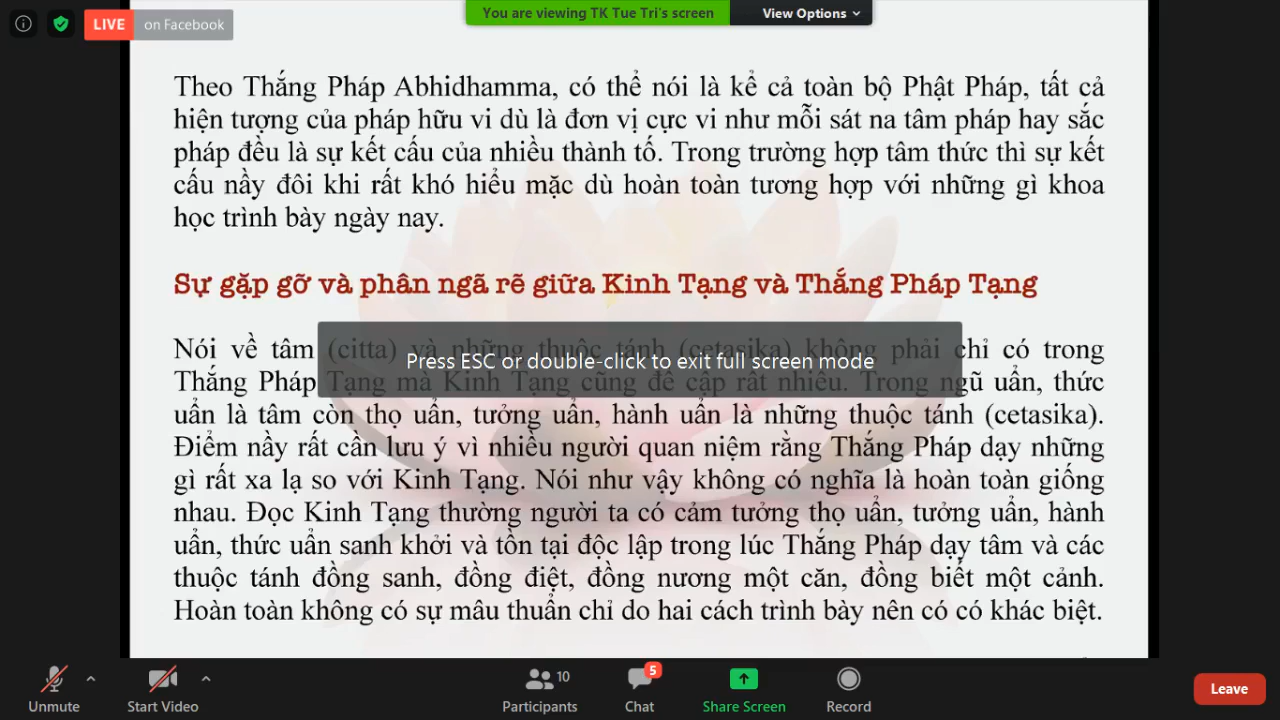 LIVE on Facebook
You are viewing TK Tue Tri's screen
View Options
Theo Thắng Pháp Abhidhamma, có thể nói là kể cả toàn bộ Phật Pháp, tất cả
hiện tượng của pháp hữu vi dù là đơn vị cực vi như mỗi sát na tâm pháp hay sắc
pháp đều là sự kết cấu của nhiều thành tố. Trong trường hợp tâm thức thì sự kết
cấu nầy đôi khi rất khó hiểu mặc dù hoàn toàn tương hợp với những gì khoa
học trình bày ngày nay.
Sự gặp gỡ và phân ngã rẽ giữa Kinh Tạng và Thắng Pháp Tạng
Nói về tâm (citta) và những thuộc tánh (cetasika) không phải chỉ có trong
Press ESC or double-click to exit full screen mode
Thắng Pháp Tạng mà Kinh Tạng cũng đề cập rất nhiều. Trong ngũ uẩn, thức
uẩn là tâm còn thọ uẩn, tưởng uẩn, hành uẩn là những thuộc tánh (cetasika).
Điểm nầy rất cần lưu ý vì nhiều người quan niệm rằng Thắng Pháp dạy những
gì rất xa lạ so với Kinh Tạng. Nói như vậy không có nghĩa là hoàn toàn giống
nhau. Đọc Kinh Tạng thường người ta có cảm tưởng thọ uẩn, tưởng uẩn, hành
uẩn, thức uẩn sanh khởi và tồn tại độc lập trong lúc Thắng Pháp dạy tâm và các
thuộc tánh đồng sanh, đồng điệt, đồng nương một căn, đồng biết một cảnh.
Hoàn toàn không có sự mâu thuẩn chỉ do hai cách trình bày nên có có khác biệt.
Unmute
Start Video
Participants 10
Chat 5
Share Screen
Record
Leave